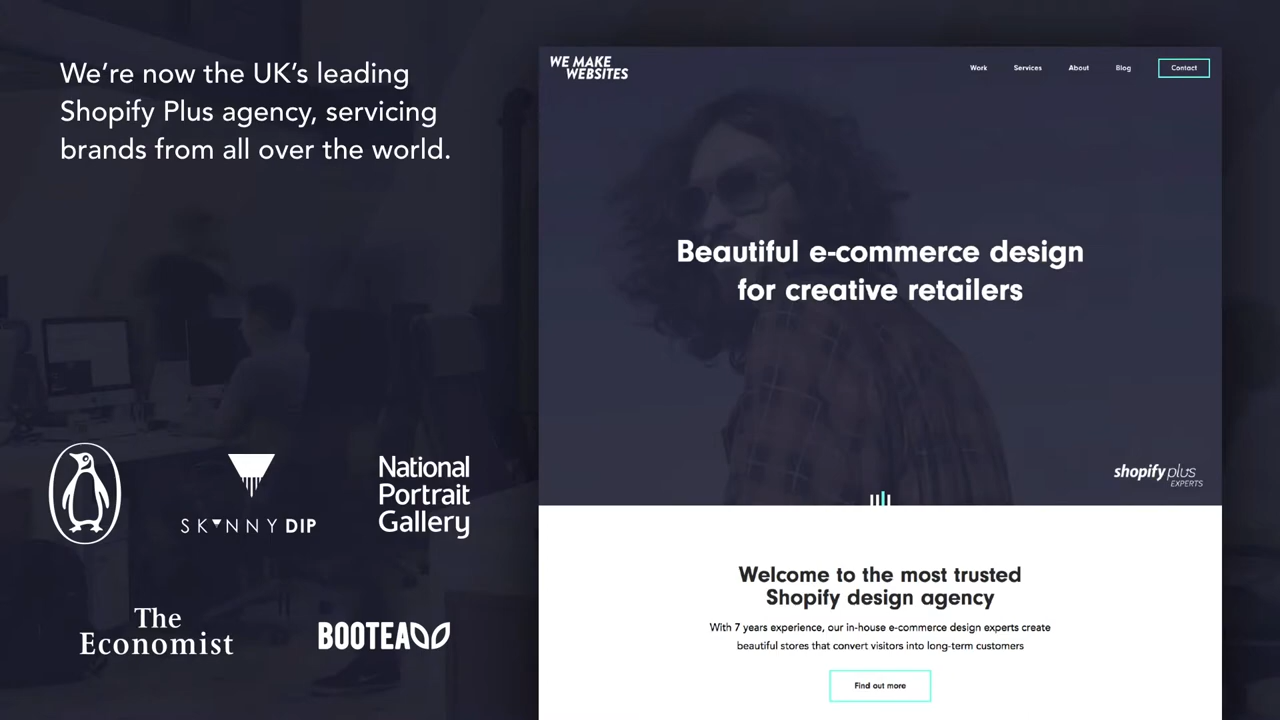 We're now the UK's leading
Shopify Plus agency, servicing
brands from all over the world.
National
Portrait
Gallery
SKINNY DIP
The
Economist
BOOTEA
WE MAKE
WEBSITES
Work Services About Blog Contact
Beautiful e-commerce design
for creative retailers
shopify plus
EXPERTS
Welcome to the most trusted
Shopify design agency
With 7 years experience, our in-house e-commerce design experts create
beautiful stores that convert visitors into long-term customers
Find out more